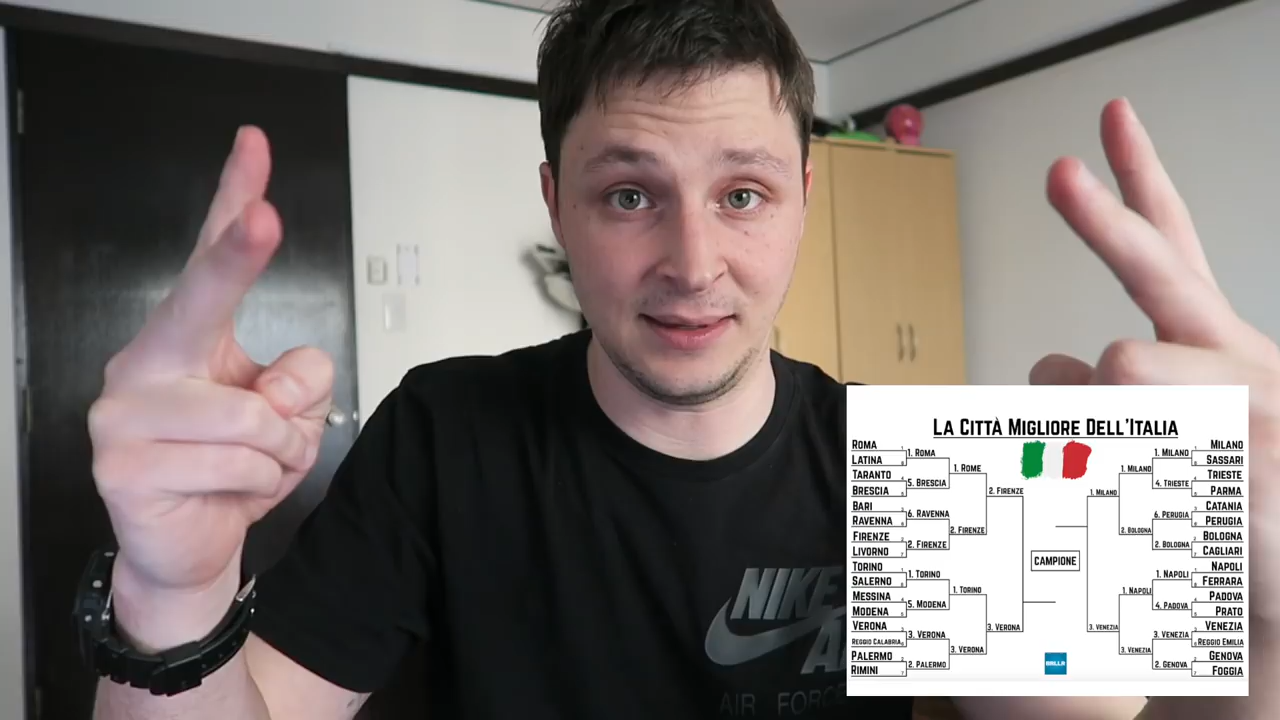 LA CITTÀ MIGLIORE DELL'ITALIA
ROMA
LATINA
TARANTO
BRESCIA
BARI
RAVENNA
FIRENZE
LIVORNO
TORINO
SALERNO
MESSINA
MODENA
VERONA
REGGIO CALABRIA
PALERMO
RIMINI
1. ROMA
5. BRESCIA
6. RAVENNA
2. FIRENZE
1. TORINO
5. MODENA
3. VERONA
2. PALERMO
1. ROME
2. FIRENZE
1. TORINO
3. VERONA
2. FIRENZE
3. VERONA
CAMPIONE
BRLLR
1. MILANO
3. VENEZIA
1. MILANO
2. BOLOGNA
1. NAPOLI
3. VENEZIA
1. MILANO
4. TRIESTE
6. PERUGIA
2. BOLOGNA
1. NAPOLI
4. PADOVA
3. VENEZIA
2. GENOVA
MILANO
SASSARI
TRIESTE
PARMA
CATANIA
PERUGIA
BOLOGNA
CAGLIARI
NAPOLI
FERRARA
PADOVA
PRATO
VENEZIA
REGGIO EMILIA
GENOVA
FOGGIA
NIKE
AIR FORCE